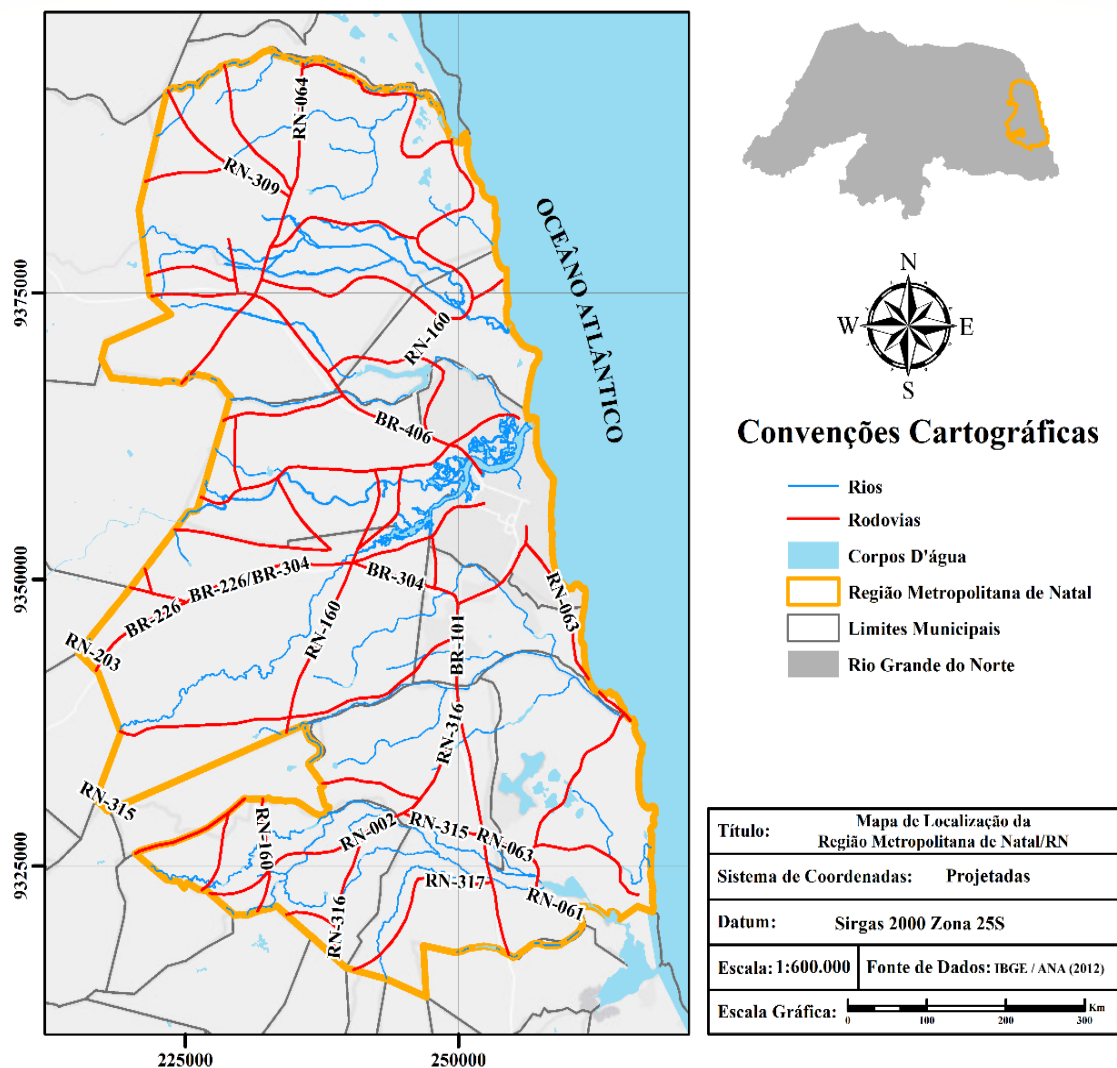 RN-064
RN-309
OCEÂNO ATLÂNTICO
9375000
RN-160
BR-406
9350000
BR-226/BR-304
BR-304
BR-226
RN-063
RN-160
BR-101
RN-203
RN-316
RN-315
RN-160
RN-002
RN-315
RN-063
9325000
RN-317
RN-061
RN-316
225000
250000
N
W
E
S
Convenções Cartográficas
Rios
Rodovias
Corpos D'água
Região Metropolitana de Natal
Limites Municipais
Rio Grande do Norte
Título: Mapa de Localização da
Região Metropolitana de Natal/RN
Sistema de Coordenadas: Projetadas
Datum: Sirgas 2000 Zona 25S
Escala: 1:600.000 Fonte de Dados: IBGE / ANA (2012)
Escala Gráfica: Km
0 100 200 300